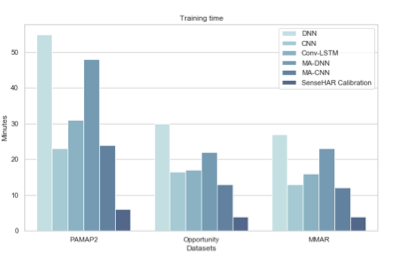 Training time
DNN
CNN
Conv-LSTM
MA-DNN
MA-CNN
SenseHAR Calibration
Minutes
50
40
30
20
10
0
PAMAP2 Opportunity MMAR
Datasets